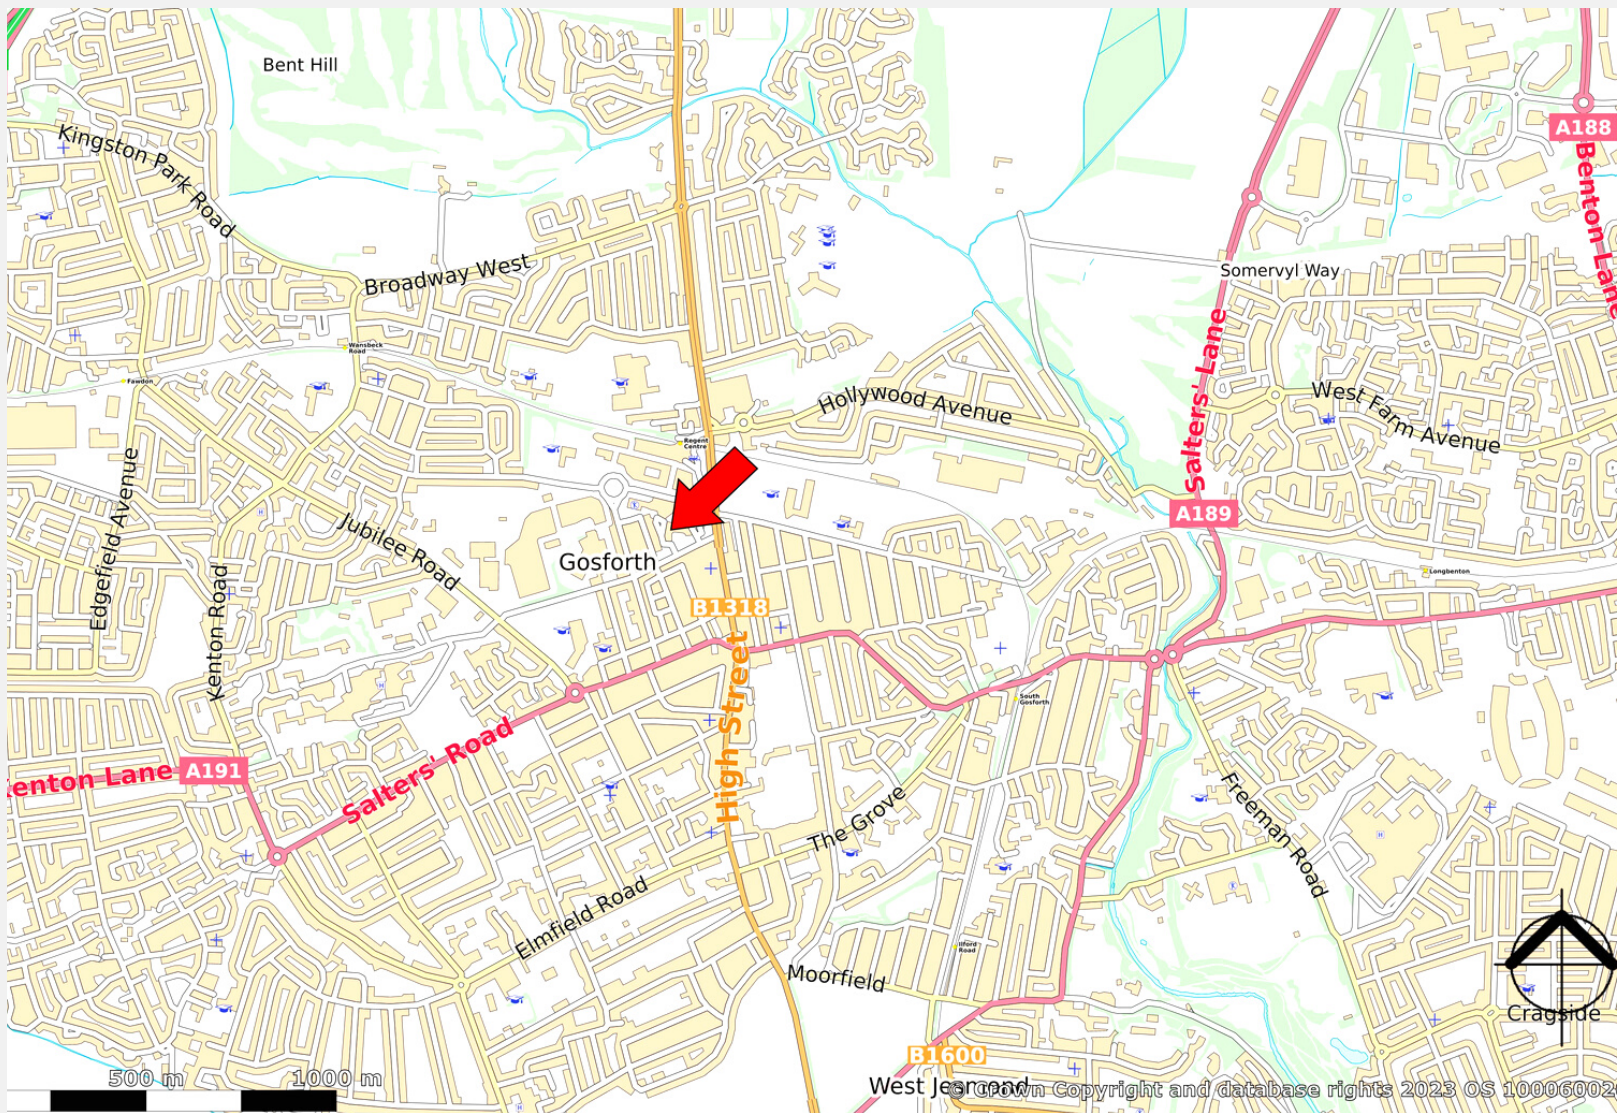 Bent Hill
A188
Kingston Park Road
Benton Lane
Broadway West
Somervyl Way
Wansbeck
Road
Fawdon
Salters' Lane
Hollywood Avenue
West Farm Avenue
Regent
Centre
Edgefield Avenue
A189
Jubilee Road
Gosforth
Longbenton
Kenton Road
B1318
High Street
South
Gosforth
Kenton Lane
A191
Salters' Road
The Grove
Freeman Road
Elmfield Road
Ilford
Road
Moorfield
Cragside
B1600
500 m
1000 m
West Jesmond
© Crown Copyright and database rights 2023 OS 10006002